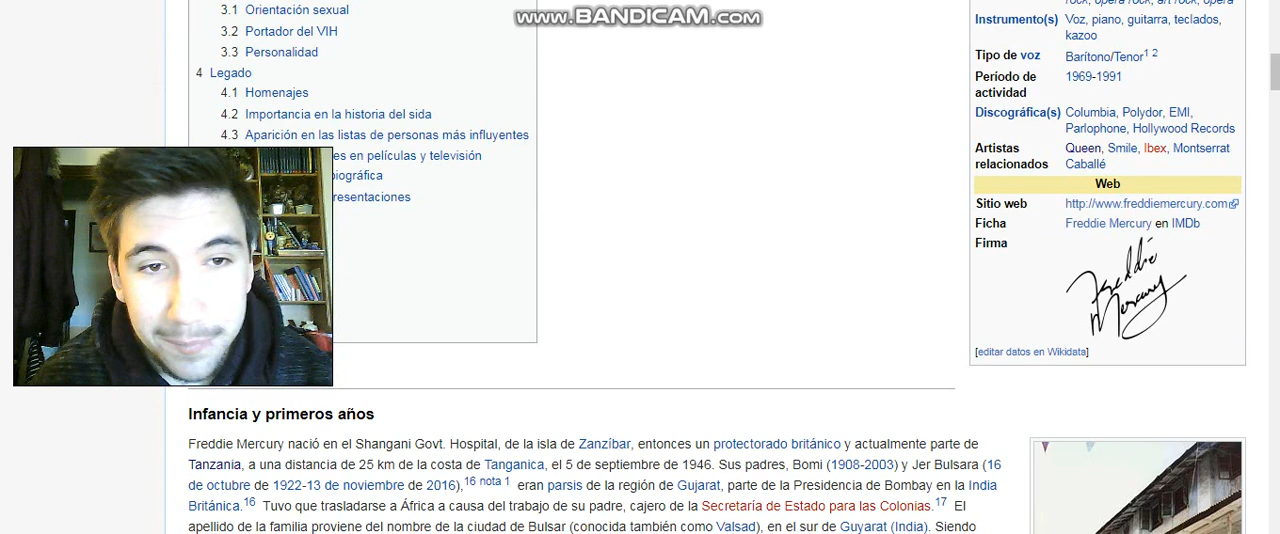 www.BANDICAM.com
3.1 Orientación sexual
3.2 Portador del VIH
3.3 Personalidad
4 Legado
4.1 Homenajes
4.2 Importancia en la historia del sida
4.3 Aparición en las listas de personas más influyentes
es en películas y televisión
biográfica
resentaciones
rock, opera rock, art rock, opera
Instrumento(s) Voz, piano, guitarra, teclados,
kazoo
Tipo de voz Barítono/Tenor1 2
Período de
actividad 1969-1991
Discográfica(s) Columbia, Polydor, EMI,
Parlophone, Hollywood Records
Artistas
relacionados Queen, Smile, Ibex, Montserrat
Caballé
Web
Sitio web http://www.freddiemercury.com
Ficha Freddie Mercury en IMDb
Firma
Freddie
Mercury
[editar datos en Wikidata]
Infancia y primeros años
Freddie Mercury nació en el Shangani Govt. Hospital, de la isla de Zanzíbar, entonces un protectorado británico y actualmente parte de
Tanzania, a una distancia de 25 km de la costa de Tanganica, el 5 de septiembre de 1946. Sus padres, Bomi (1908-2003) y Jer Bulsara (16
de octubre de 1922-13 de noviembre de 2016),16 nota 1 eran parsis de la región de Gujarat, parte de la Presidencia de Bombay en la India
Británica.16 Tuvo que trasladarse a África a causa del trabajo de su padre, cajero de la Secretaría de Estado para las Colonias.17 El
apellido de la familia proviene del nombre de la ciudad de Bulsar (conocida también como Valsad), en el sur de Guyarat (India). Siendo